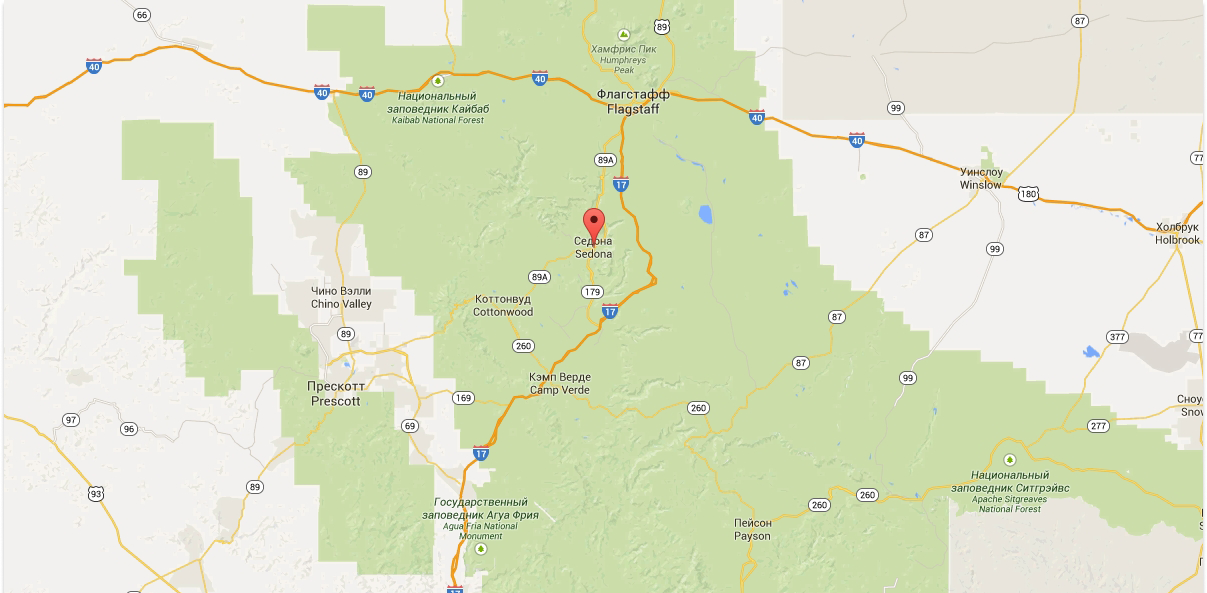 66
89
87
40
Хамфрис Пик
Humphreys
Peak
40
40
40
Национальный
заповедник Кайбаб
Kaibab National Forest
Флагстафф
Flagstaff
99
40
40
89A
89
17
Уинслоу
Winslow
180
Холбрук
Holbrook
87
99
Седона
Sedona
89A
179
17
Чино Вэлли
Chino Valley
Коттонвуд
Cottonwood
87
89
260
377
87
Кэмп Верде
Camp Verde
Прескотт
Prescott
99
169
260
97
96
69
277
17
93
89
Национальный
заповедник Ситгрэйвс
Apache Sitgreaves
National Forest
260
260
Государственный
заповедник Агуа Фрия
Agua Fria National
Monument
Пейсон
Payson